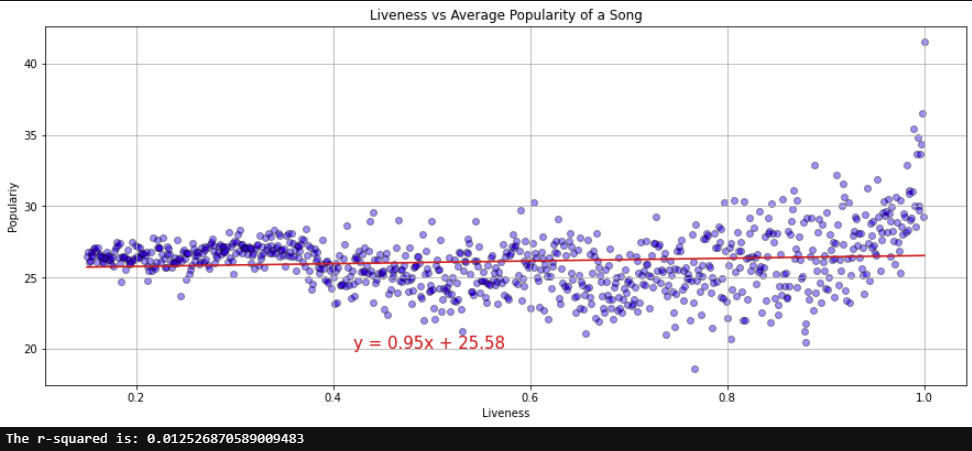 Liveness vs Average Popularity of a Song
40
35
30
25
20
Populariy
y = 0.95x + 25.58
0.2 0.4 0.6 0.8 1.0
Liveness
The r-squared is: 0.012526870589009483